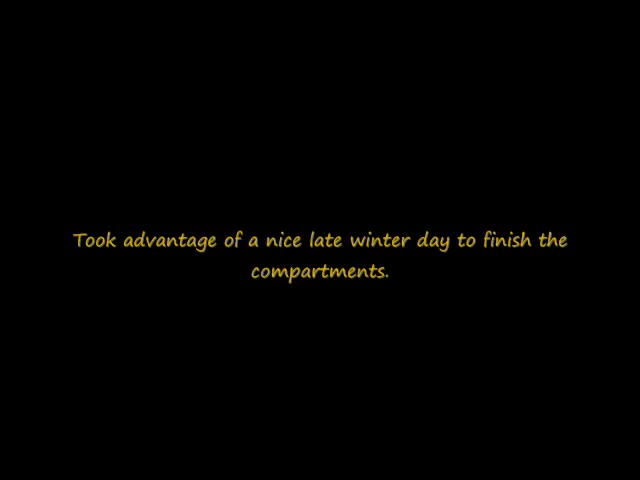 Took advantage of a nice late winter day to finish the
compartments.